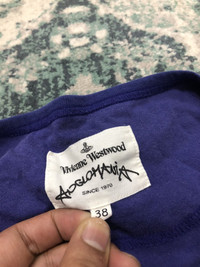 Vivienne Westwood
ANGLOMANIA
SINCE 1970
38